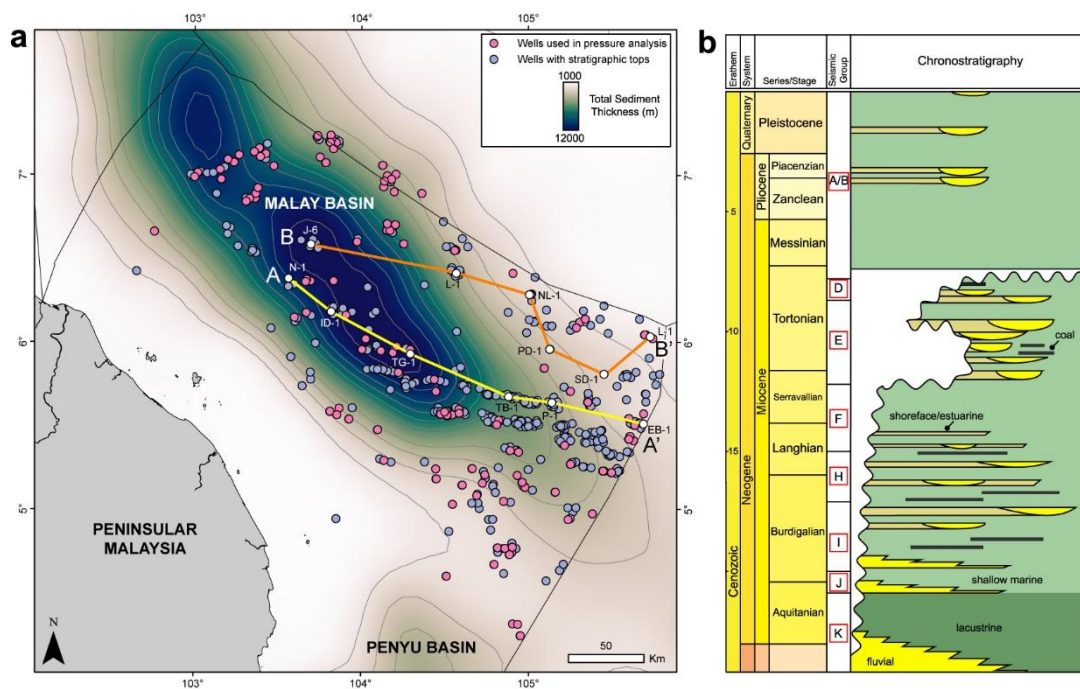 a
103°
104°
105°
Wells used in pressure analysis
Wells with stratigraphic tops
1000
Total Sediment
Thickness (m)
12000
7°
7°
MALAY BASIN
J-6
B
A
N-1
L-1
NL-1
ID-1
6°
6°
L-1
B'
PD-1
TG-1
SD-1
TB-1
P-1
EB-1
A'
5°
5°
PENINSULAR
MALAYSIA
N
PENYU BASIN
50
Km
103°
104°
105°
b
Erathem
System
Series/Stage
Seismic
Group
Chronostratigraphy
Quaternary
Pleistocene
Pliocene
Piacenzian
A/B
Zanclean
5
Messinian
D
Tortonian
10
E
coal
Miocene
Serravallian
F
shoreface/estuarine
Langhian
15
Neogene
H
Burdigalian
I
Cenozoic
J
shallow marine
Aquitanian
lacustrine
K
fluvial